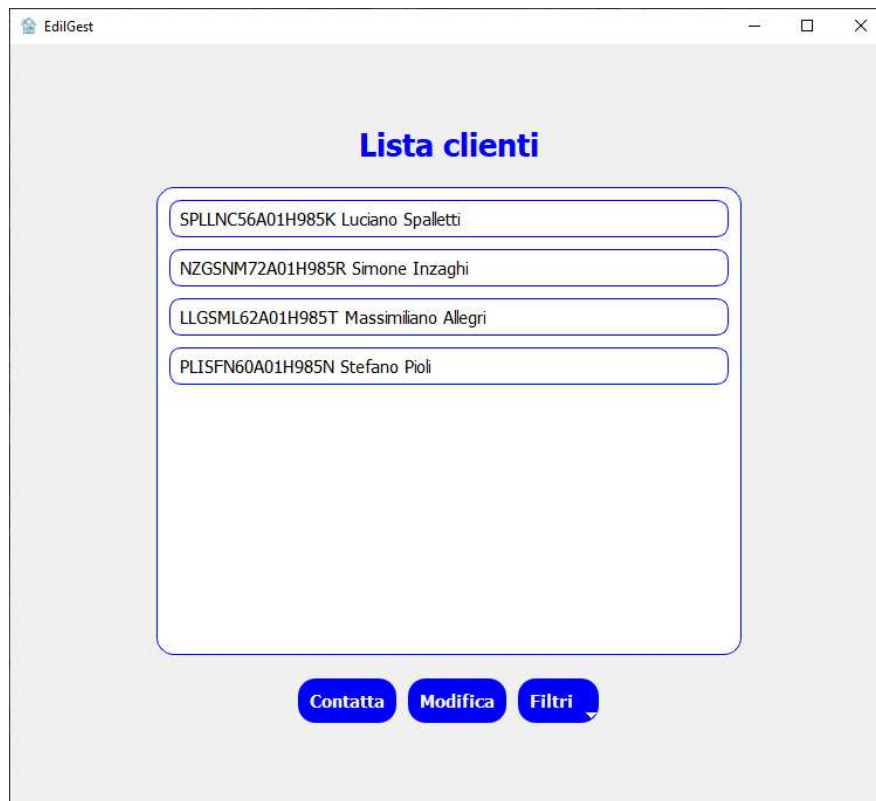 EdilGest
Lista clienti
SPLLNC56A01H985K Luciano Spalletti
NZGSNM72A01H985R Simone Inzaghi
LLGSML62A01H985T Massimiliano Allegri
PLISFN60A01H985N Stefano Pioli
Contatta Modifica Filtri